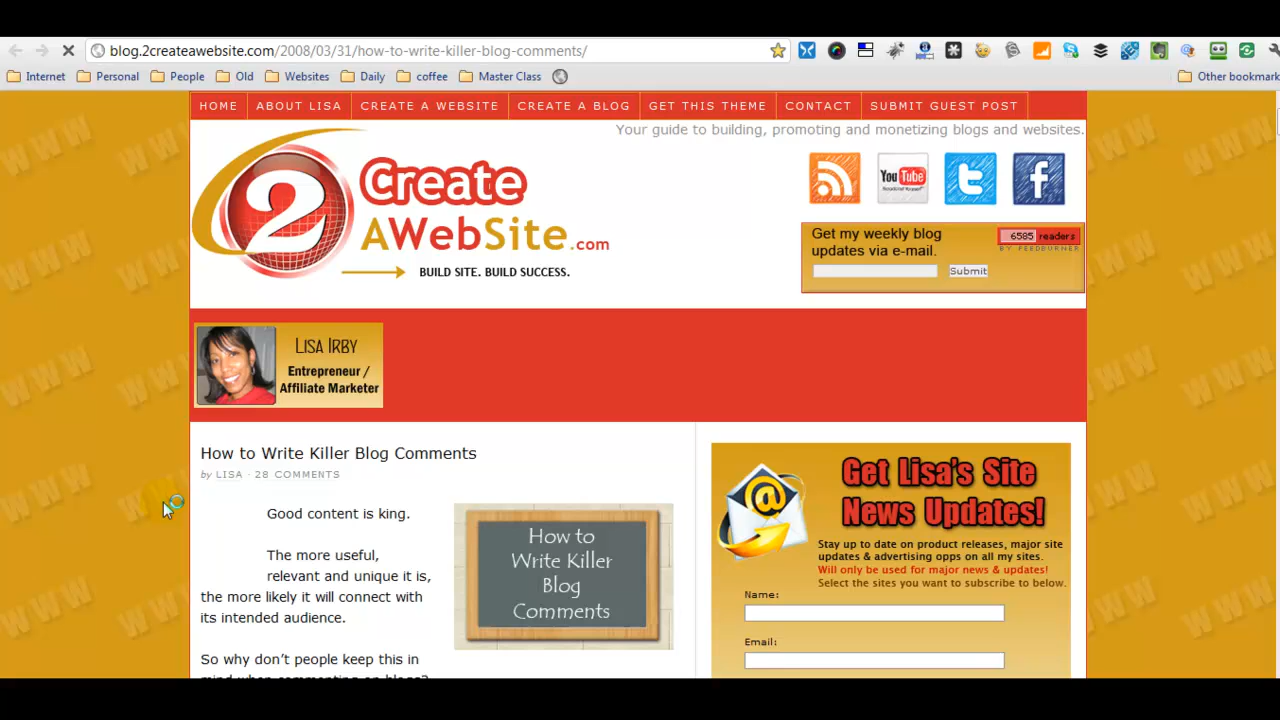 blog.2createawebsite.com/2008/03/31/how-to-write-killer-blog-comments/
Internet Personal People Old Websites Daily coffee Master Class Other bookmark
HOME ABOUT LISA CREATE A WEBSITE CREATE A BLOG GET THIS THEME CONTACT SUBMIT GUEST POST
Your guide to building, promoting and monetizing blogs and websites.
2 Create
AWebSite.com
BUILD SITE. BUILD SUCCESS.
You Tube
Get my weekly blog
updates via e-mail.
6585 readers
BY FEEDBURNER
Submit
LISA IRBY
Entrepreneur /
Affiliate Marketer
How to Write Killer Blog Comments
by LISA · 28 COMMENTS
Good content is king.
The more useful,
relevant and unique it is,
the more likely it will connect with
its intended audience.
So why don't people keep this in
mind when commenting on blogs?
How to
Write Killer
Blog
Comments
Get Lisa's Site
News Updates!
Stay up to date on product releases, major site
updates & advertising opps on all my sites.
Will only be used for major news & updates!
Select the sites you want to subscribe to below.
Name:
Email: